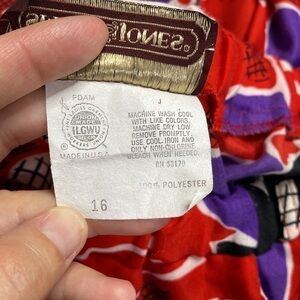 JONES
PDAM
J
UNION MADE
ILGWU
MADE IN U.S.A.
MACHINE WASH COOL
WITH LIKE COLORS.
MACHINE DRY LOW
REMOVE PROMPTLY.
USE COOL IRON AND
ONLY NON-CHLORINE
BLEACH WHEN NEEDED.
RN 53170
100% POLYESTER
16